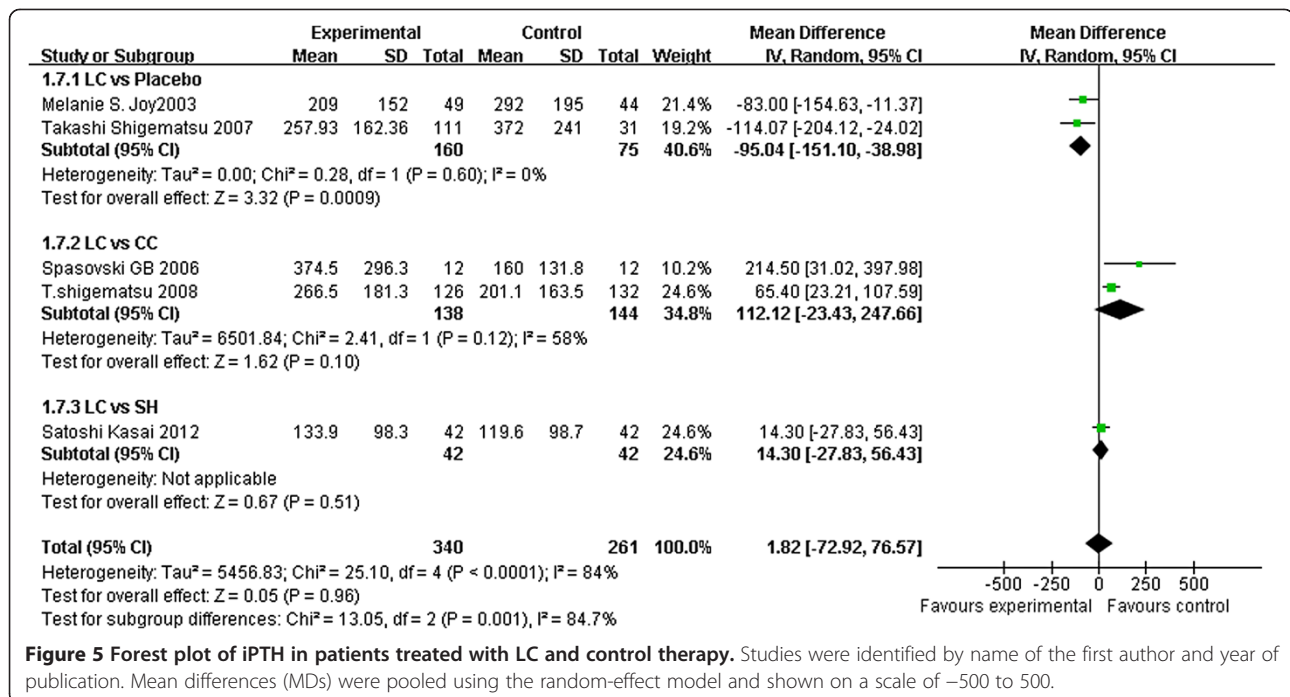 Experimental Control Mean Difference Mean Difference
Study or Subgroup Mean SD Total Mean SD Total Weight IV, Random, 95% CI IV, Random, 95% CI
1.7.1 LC vs Placebo
Melanie S. Joy2003 209 152 49 292 195 44 21.4% -83.00 [-154.63, -11.37]
Takashi Shigematsu 2007 257.93 162.36 111 372 241 31 19.2% -114.07 [-204.12, -24.02]
Subtotal (95% CI) 160 75 40.6% -95.04 [-151.10, -38.98]
Heterogeneity: Tau² = 0.00; Chi² = 0.28, df = 1 (P = 0.60); I² = 0%
Test for overall effect: Z = 3.32 (P = 0.0009)
1.7.2 LC vs CC
Spasovski GB 2006 374.5 296.3 12 160 131.8 12 10.2% 214.50 [31.02, 397.98]
T.shigematsu 2008 266.5 181.3 126 201.1 163.5 132 24.6% 65.40 [23.21, 107.59]
Subtotal (95% CI) 138 144 34.8% 112.12 [-23.43, 247.66]
Heterogeneity: Tau² = 6501.84; Chi² = 2.41, df = 1 (P = 0.12); I² = 58%
Test for overall effect: Z = 1.62 (P = 0.10)
1.7.3 LC vs SH
Satoshi Kasai 2012 133.9 98.3 42 119.6 98.7 42 24.6% 14.30 [-27.83, 56.43]
Subtotal (95% CI) 42 42 24.6% 14.30 [-27.83, 56.43]
Heterogeneity: Not applicable
Test for overall effect: Z = 0.67 (P = 0.51)
Total (95% CI) 340 261 100.0% 1.82 [-72.92, 76.57]
Heterogeneity: Tau² = 5456.83; Chi² = 25.10, df = 4 (P < 0.0001); I² = 84%
Test for overall effect: Z = 0.05 (P = 0.96)
Test for subgroup differences: Chi² = 13.05, df = 2 (P = 0.001), I² = 84.7%
-500 -250 0 250 500
Favours experimental Favours control
Figure 5 Forest plot of iPTH in patients treated with LC and control therapy. Studies were identified by name of the first author and year of
publication. Mean differences (MDs) were pooled using the random-effect model and shown on a scale of −500 to 500.